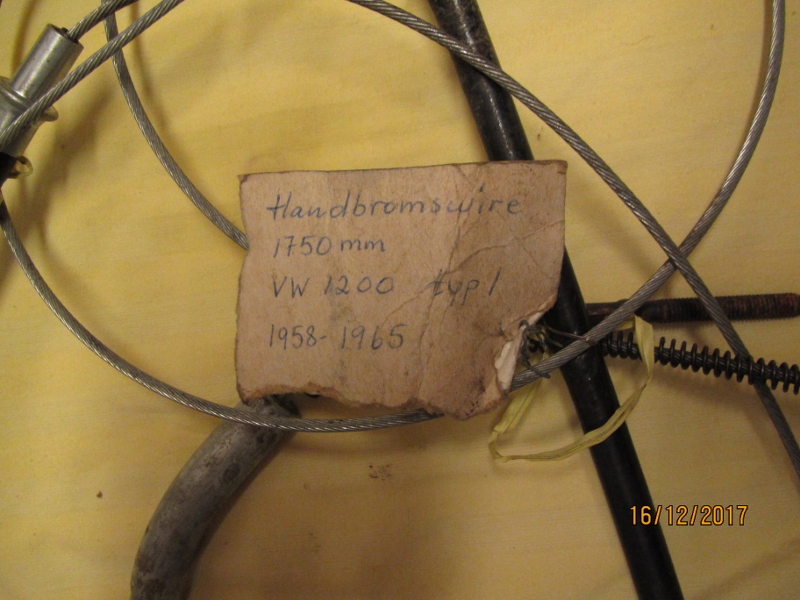 Handbromswire
1750 mm
VW 1200 typ 1
1958-1965
16/12/2017